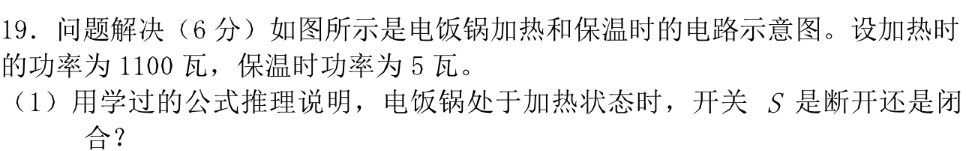 19. 问题解决（6 分）如图所示是电饭锅加热和保温时的电路示意图。设加热时
的功率为 1100 瓦，保温时功率为 5 瓦。
（1）用学过的公式推理说明，电饭锅处于加热状态时，开关 S 是断开还是闭
合？